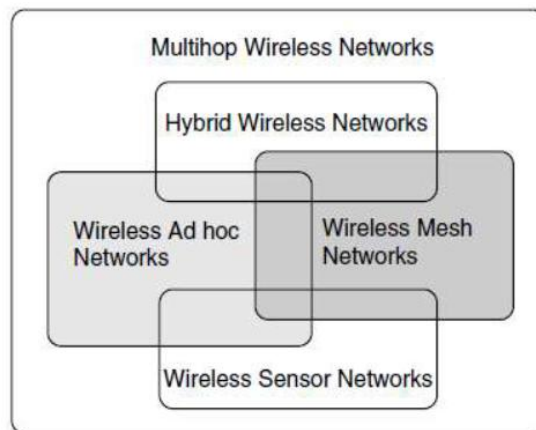 Multihop Wireless Networks
Hybrid Wireless Networks
Wireless Ad hoc
Networks
Wireless Mesh
Networks
Wireless Sensor Networks